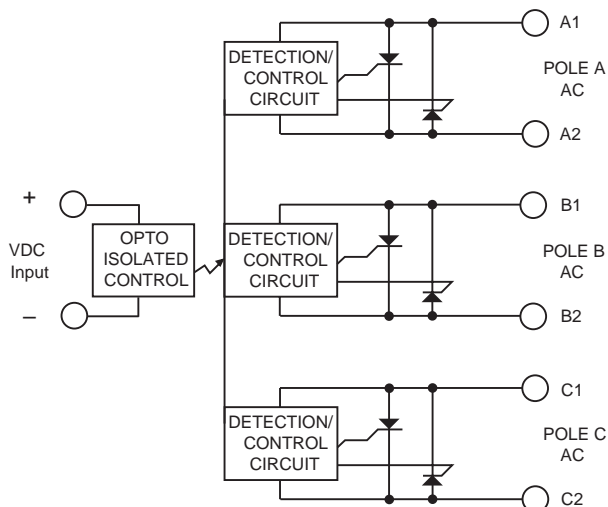 A1
DETECTION/
CONTROL
CIRCUIT
POLE A
AC
A2
+
VDC
Input
–
OPTO
ISOLATED
CONTROL
B1
DETECTION/
CONTROL
CIRCUIT
POLE B
AC
B2
C1
DETECTION/
CONTROL
CIRCUIT
POLE C
AC
C2